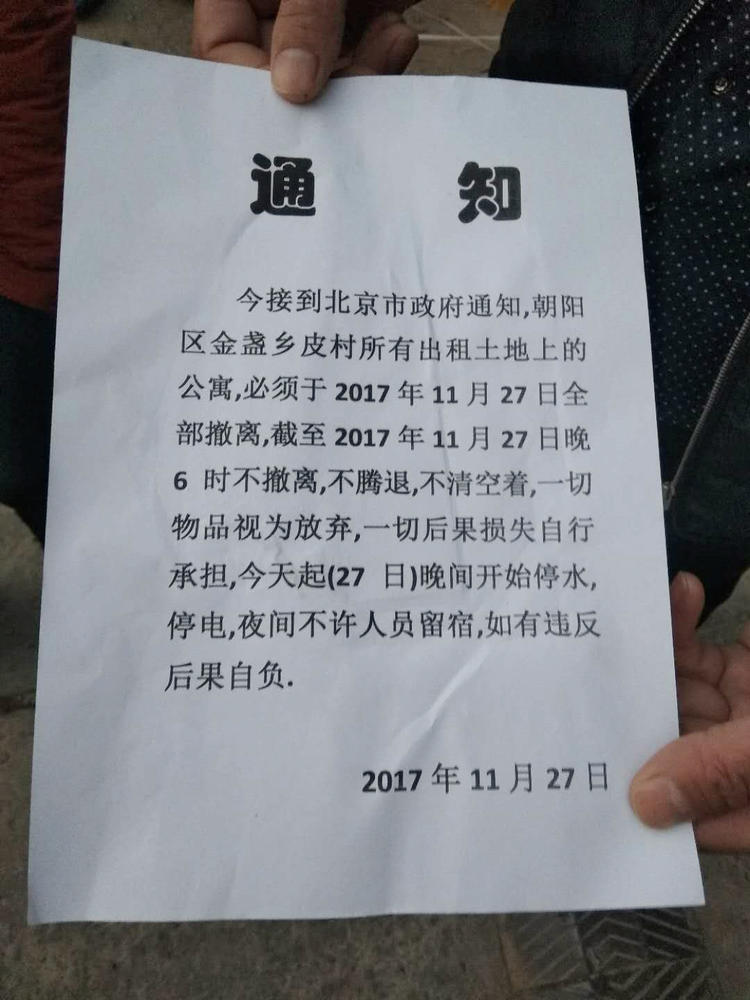 通 知
今接到北京市政府通知,朝阳
区金盏乡皮村所有出租土地上的
公寓,必须于 2017 年 11 月 27 日全
部撤离,截至 2017 年 11 月 27 日晚
6 时不撤离,不腾退,不清空着,一切
物品视为放弃,一切后果损失自行
承担,今天起(27 日)晚间开始停水,
停电,夜间不许人员留宿,如有违反
后果自负.
2017 年 11 月 27 日